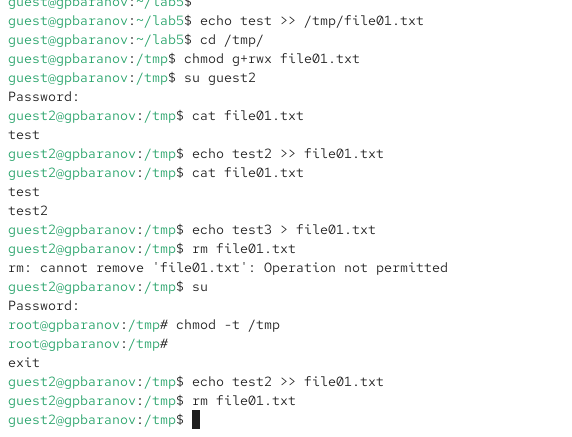 guest@gpbaranov:~/lab5$
guest@gpbaranov:~/lab5$ echo test >> /tmp/file01.txt
guest@gpbaranov:~/lab5$ cd /tmp/
guest@gpbaranov:/tmp$ chmod g+rwx file01.txt
guest@gpbaranov:/tmp$ su guest2
Password:
guest2@gpbaranov:/tmp$ cat file01.txt
test
guest2@gpbaranov:/tmp$ echo test2 >> file01.txt
guest2@gpbaranov:/tmp$ cat file01.txt
test
test2
guest2@gpbaranov:/tmp$ echo test3 > file01.txt
guest2@gpbaranov:/tmp$ rm file01.txt
rm: cannot remove 'file01.txt': Operation not permitted
guest2@gpbaranov:/tmp$ su
Password:
root@gpbaranov:/tmp# chmod -t /tmp
root@gpbaranov:/tmp#
exit
guest2@gpbaranov:/tmp$ echo test2 >> file01.txt
guest2@gpbaranov:/tmp$ rm file01.txt
guest2@gpbaranov:/tmp$